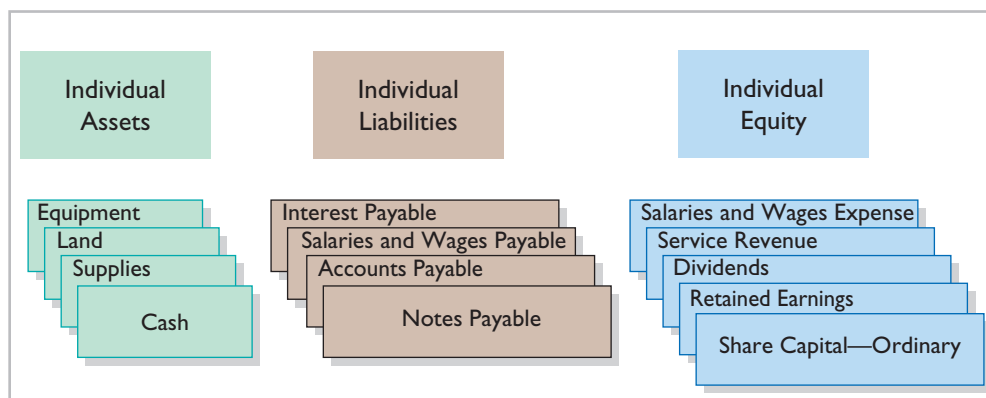 Individual
Assets
Individual
Liabilities
Individual
Equity
Equipment
Land
Supplies
Cash
Interest Payable
Salaries and Wages Payable
Accounts Payable
Notes Payable
Salaries and Wages Expense
Service Revenue
Dividends
Retained Earnings
Share Capital—Ordinary